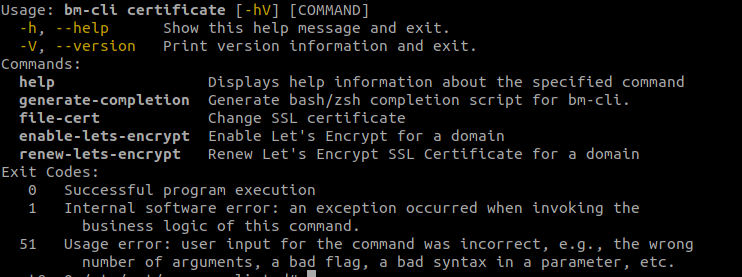 Usage: bm-cli certificate [-hV] [COMMAND]
-h, --help Show this help message and exit.
-V, --version Print version information and exit.
Commands:
help Displays help information about the specified command
generate-completion Generate bash/zsh completion script for bm-cli.
file-cert Change SSL certificate
enable-lets-encrypt Enable Let's Encrypt for a domain
renew-lets-encrypt Renew Let's Encrypt SSL Certificate for a domain
Exit Codes:
0 Successful program execution
1 Internal software error: an exception occurred when invoking the
business logic of this command.
51 Usage error: user input for the command was incorrect, e.g., the wrong
number of arguments, a bad flag, a bad syntax in a parameter, etc.